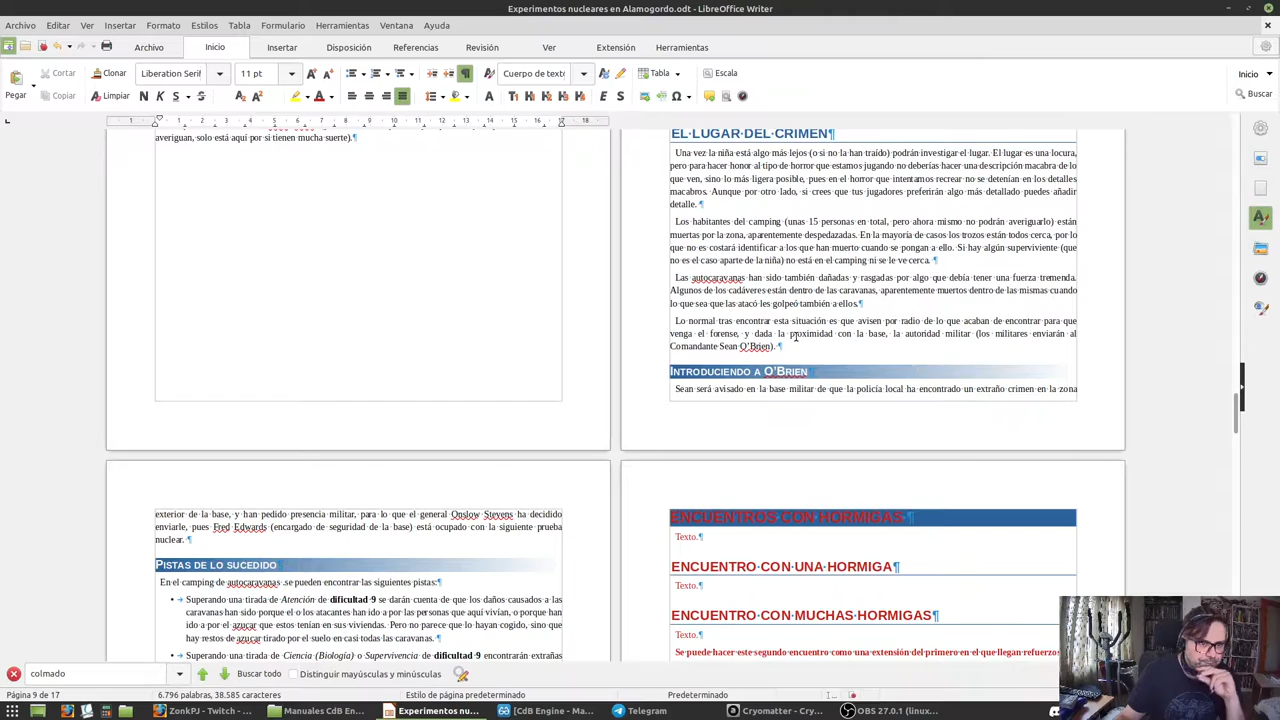 Experimentos nucleares en Alamogordo.odt - LibreOffice Writer
Archivo Editar Ver Insertar Formato Estilos Tabla Formulario Herramientas Ventana Ayuda
Archivo Inicio Insertar Disposición Referencias Revisión Ver Extensión Herramientas
Cortar Clonar Liberation Serif 11 pt Cuerpo de texto Tabla Escala Inicio
Pegar Copiar Limpiar Buscar
averiguan, solo está aquí por si tienen mucha suerte).¶
EL LUGAR DEL CRIMEN¶
Una vez la niña está algo más lejos (o si no la han traído) podrán investigar el lugar. El lugar es una locura,
pero para hacer honor al tipo de horror que estamos jugando no deberías hacer una descripción macabra de lo
que ven, sino lo más ligera posible, pues en el horror que intentamos recrear no se detenían en los detalles
macabros. Aunque por otro lado, si crees que tus jugadores preferirán algo más detallado puedes añadir
detalle. ¶
Los habitantes del camping (unas 15 personas en total, pero ahora mismo no podrán averiguarlo) están
muertas por la zona, aparentemente despedazadas. En la mayoría de casos los trozos están todos cerca, por lo
que no es costará identificar a los que han muerto cuando se pongan a ello. Si hay algún superviviente (que
no es el caso aparte de la niña) no está en el camping ni se le ve cerca. ¶
Las autocaravanas han sido también dañadas y rasgadas por algo que debía tener una fuerza tremenda.
Algunos de los cadáveres están dentro de las caravanas, aparentemente muertos dentro de las mismas cuando
lo que sea que las atacó les golpeó también a ellos.¶
Lo normal tras encontrar esta situación es que avisen por radio de lo que acaban de encontrar para que
venga el forense, y dada la proximidad con la base, la autoridad militar (los militares enviarán al
Comandante Sean O'Brien). ¶
INTRODUCIENDO A O'BRIEN¶
Sean será avisado en la base militar de que la policía local ha encontrado un extraño crimen en la zona
exterior de la base, y han pedido presencia militar, para lo que el general Onslow Stevens ha decidido
enviarle, pues Fred Edwards (encargado de seguridad de la base) está ocupado con la siguiente prueba
nuclear. ¶
PISTAS DE LO SUCEDIDO
En el camping de autocaravanas .se pueden encontrar las siguientes pistas:¶
• Superando una tirada de Atención de dificultad 9 se darán cuenta de que los daños causados a las
caravanas han sido porque el o los atacantes han ido a por las personas que aquí vivían, o porque han
ido a por el azucar que estos tenían en sus viviendas. Pero no parece que lo hayan cogido, sino que
hay restos de azucar tirado por el suelo en casi todas las caravanas. ¶
• Superando una tirada de Ciencia (Biología) o Supervivencia de dificultad 9 encontrarán extrañas
ENCUENTROS CON HORMIGAS ¶
Texto.¶
ENCUENTRO CON UNA HORMIGA¶
Texto.¶
ENCUENTRO CON MUCHAS HORMIGAS¶
Texto.¶
Se puede hacer este segundo encuentro como una extensión del primero en el que llegan refuerzos
colmado Buscar todo Distinguir mayúsculas y minúsculas
Página 9 de 17 6.796 palabras, 38.585 caracteres Estilo de página predeterminado Predeterminado
ZonkPJ - Twitch - ... Manuales CdB En... Experimentos nu... [CdB Engine - Ma... Telegram Cryomatter - Cry... OBS 27.0.1 (linu...